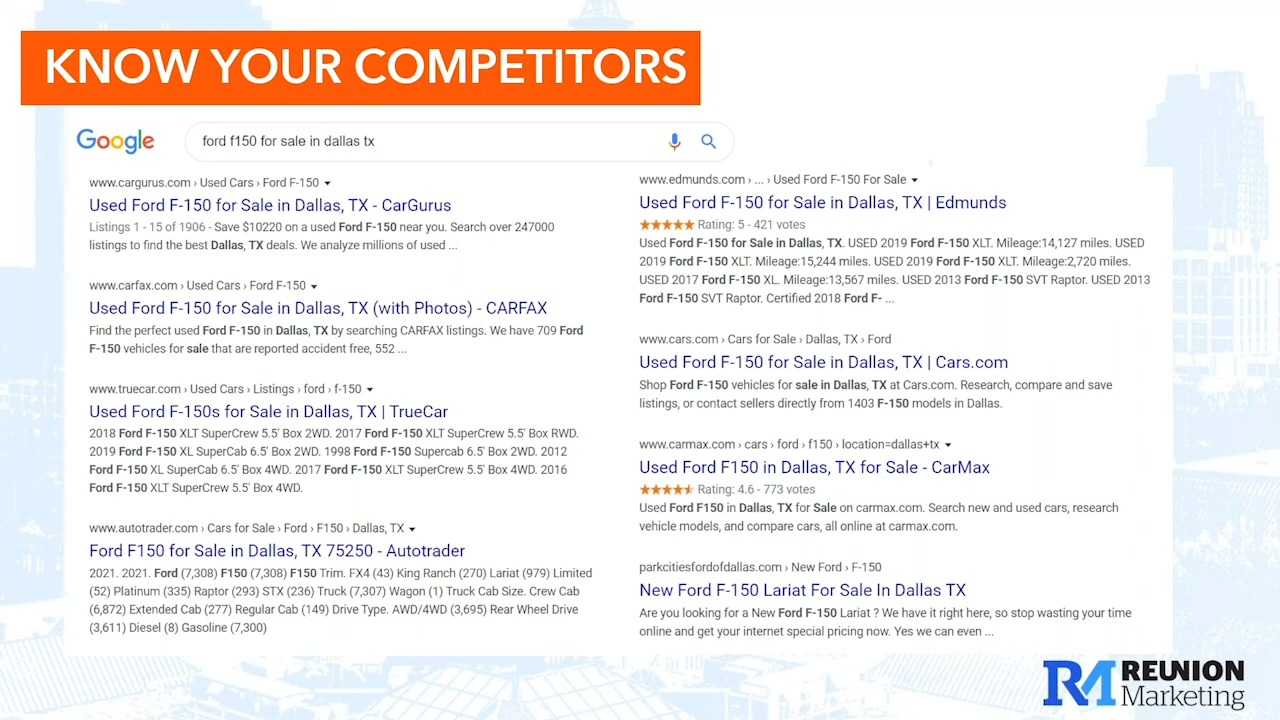 KNOW YOUR COMPETITORS
Google
ford f150 for sale in dallas tx
www.cargurus.com › Used Cars › Ford F-150
Used Ford F-150 for Sale in Dallas, TX - CarGurus
Listings 1 - 15 of 1906 - Save $10220 on a used Ford F-150 near you. Search over 247000
listings to find the best Dallas, TX deals. We analyze millions of used ...
www.carfax.com › Used Cars › Ford F-150
Used Ford F-150 for Sale in Dallas, TX (with Photos) - CARFAX
Find the perfect used Ford F-150 in Dallas, TX by searching CARFAX listings. We have 709 Ford
F-150 vehicles for sale that are reported accident free, 552 ...
www.truecar.com › Used Cars › Listings › ford › f-150
Used Ford F-150s for Sale in Dallas, TX | TrueCar
2018 Ford F-150 XLT SuperCrew 5.5' Box 2WD. 2017 Ford F-150 XLT SuperCrew 5.5' Box RWD.
2019 Ford F-150 XL SuperCab 6.5' Box 2WD. 1998 Ford F-150 Supercab 6.5' Box 2WD. 2012
Ford F-150 XL SuperCab 6.5' Box 4WD. 2017 Ford F-150 XLT SuperCrew 5.5' Box 4WD. 2016
Ford F-150 XLT SuperCrew 5.5' Box 4WD.
www.autotrader.com › Cars for Sale › Ford › F150 › Dallas, TX
Ford F150 for Sale in Dallas, TX 75250 - Autotrader
2021. 2021. Ford (7,308) F150 (7,308) F150 Trim. FX4 (43) King Ranch (270) Lariat (979) Limited
(52) Platinum (335) Raptor (293) STX (236) Truck (7,307) Wagon (1) Truck Cab Size. Crew Cab
(6,872) Extended Cab (277) Regular Cab (149) Drive Type. AWD/4WD (3,695) Rear Wheel Drive
(3,611) Diesel (8) Gasoline (7,300)
www.edmunds.com › ... › Used Ford F-150 For Sale
Used Ford F-150 for Sale in Dallas, TX | Edmunds
Rating: 5 - 421 votes
Used Ford F-150 for Sale in Dallas, TX. USED 2019 Ford F-150 XLT. Mileage:14,127 miles. USED
2019 Ford F-150 XLT. Mileage:15,244 miles. USED 2019 Ford F-150 XLT. Mileage:2,720 miles.
USED 2017 Ford F-150 XL. Mileage:13,567 miles. USED 2013 Ford F-150 SVT Raptor. USED 2013
Ford F-150 SVT Raptor. Certified 2018 Ford F- ...
www.cars.com › Cars for Sale › Dallas, TX › Ford
Used Ford F-150 for Sale in Dallas, TX | Cars.com
Shop Ford F-150 vehicles for sale in Dallas, TX at Cars.com. Research, compare and save
listings, or contact sellers directly from 1403 F-150 models in Dallas.
www.carmax.com › cars › ford › f150 › location=dallas+tx
Used Ford F150 in Dallas, TX for Sale - CarMax
Rating: 4.6 - 773 votes
Used Ford F150 in Dallas, TX for Sale on carmax.com. Search new and used cars, research
vehicle models, and compare cars, all online at carmax.com.
parkcitiesfordofdallas.com › New Ford › F-150
New Ford F-150 Lariat For Sale In Dallas TX
Are you looking for a New Ford F-150 Lariat ? We have it right here, so stop wasting your time
online and get your internet special pricing now. Yes we can even ...
RM REUNION
Marketing